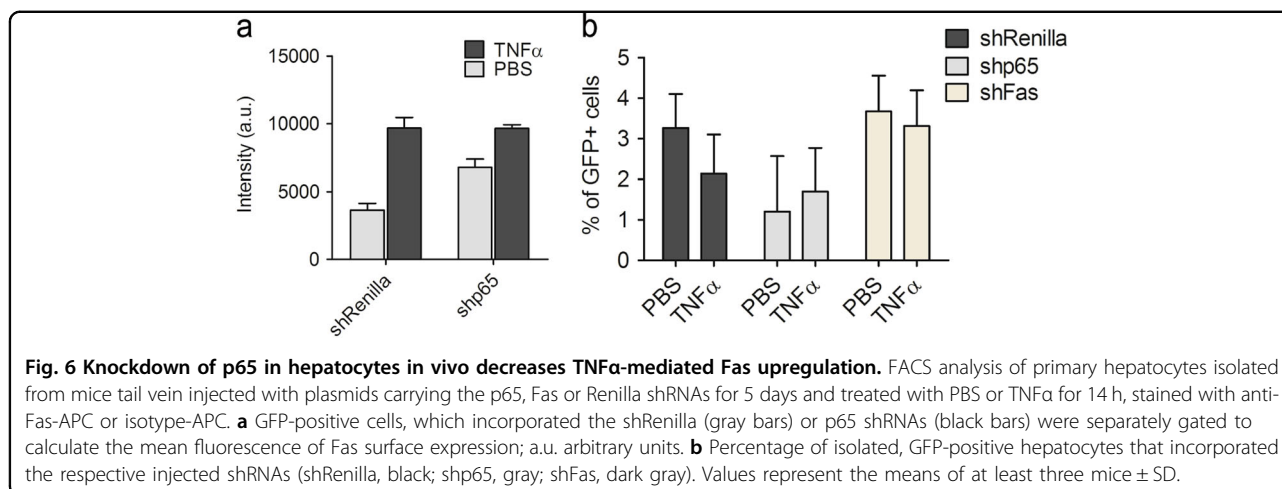 a
TNFα
PBS
15000
10000
5000
0
Intensity (a.u.)
shRenilla
shp65
b
shRenilla
shp65
shFas
5
4
3
2
1
0
% of GFP+ cells
PBS
TNFα
PBS
TNFα
PBS
TNFα
Fig. 6 Knockdown of p65 in hepatocytes in vivo decreases TNFα-mediated Fas upregulation. FACS analysis of primary hepatocytes isolated
from mice tail vein injected with plasmids carrying the p65, Fas or Renilla shRNAs for 5 days and treated with PBS or TNFα for 14 h, stained with anti-
Fas-APC or isotype-APC. a GFP-positive cells, which incorporated the shRenilla (gray bars) or p65 shRNAs (black bars) were separately gated to
calculate the mean fluorescence of Fas surface expression; a.u. arbitrary units. b Percentage of isolated, GFP-positive hepatocytes that incorporated
the respective injected shRNAs (shRenilla, black; shp65, gray; shFas, dark gray). Values represent the means of at least three mice ± SD.